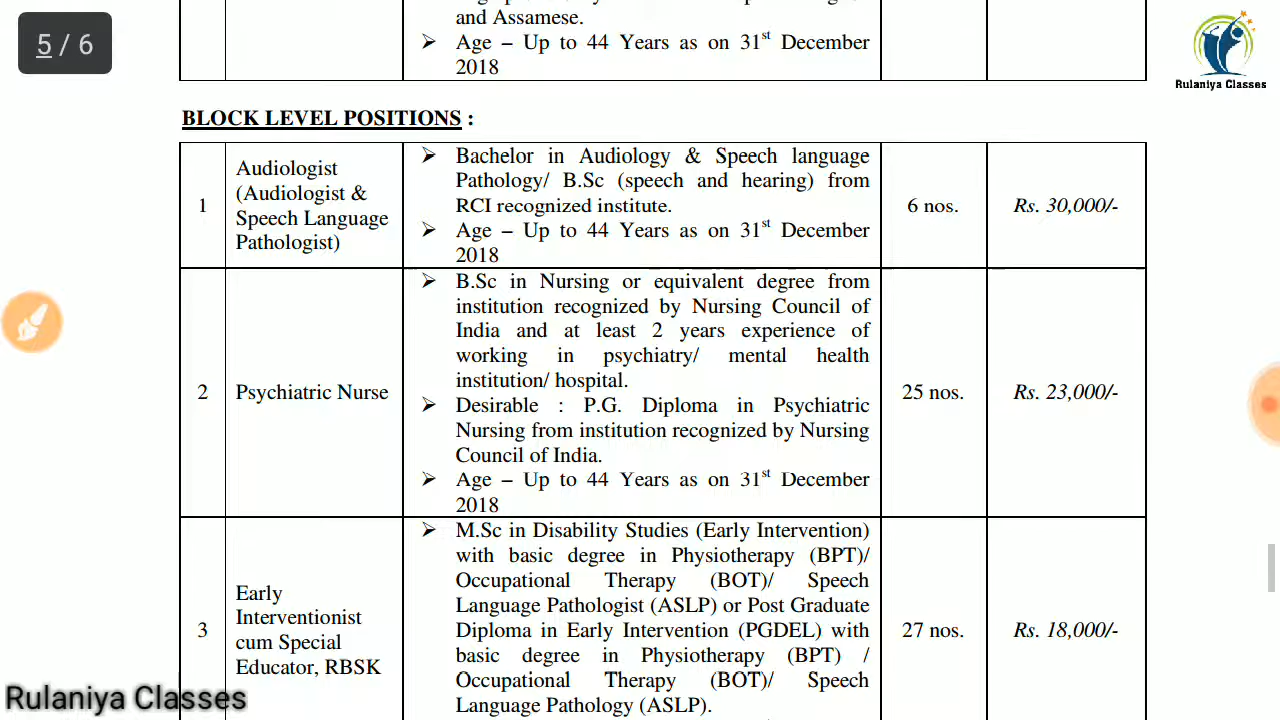 5 / 6
Rulaniya Classes
and Assamese.
➢ Age – Up to 44 Years as on 31st December
2018
BLOCK LEVEL POSITIONS :
1
Audiologist
(Audiologist &
Speech Language
Pathologist)
➢ Bachelor in Audiology & Speech language
Pathology/ B.Sc (speech and hearing) from
RCI recognized institute.
➢ Age – Up to 44 Years as on 31st December
2018
6 nos.
Rs. 30,000/-
2
Psychiatric Nurse
➢ B.Sc in Nursing or equivalent degree from
institution recognized by Nursing Council of
India and at least 2 years experience of
working in psychiatry/ mental health
institution/ hospital.
➢ Desirable : P.G. Diploma in Psychiatric
Nursing from institution recognized by Nursing
Council of India.
➢ Age – Up to 44 Years as on 31st December
2018
25 nos.
Rs. 23,000/-
3
Early
Interventionist
cum Special
Educator, RBSK
➢ M.Sc in Disability Studies (Early Intervention)
with basic degree in Physiotherapy (BPT)/
Occupational Therapy (BOT)/ Speech
Language Pathologist (ASLP) or Post Graduate
Diploma in Early Intervention (PGDEL) with
basic degree in Physiotherapy (BPT) /
Occupational Therapy (BOT)/ Speech
Language Pathology (ASLP).
27 nos.
Rs. 18,000/-
Rulaniya Classes